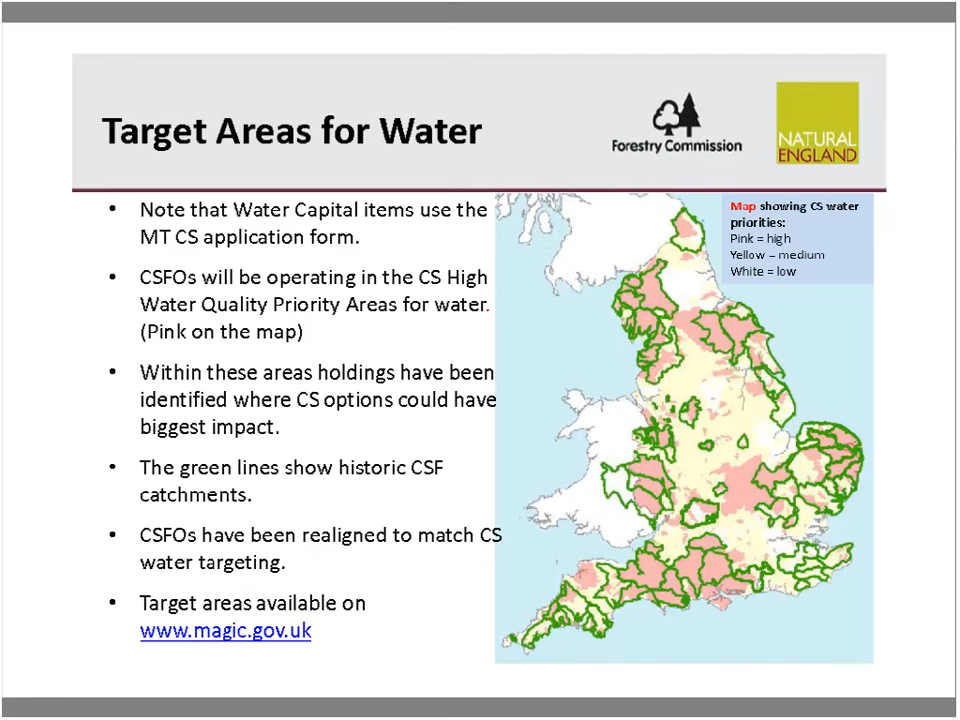 Target Areas for Water
Forestry Commission
NATURAL
ENGLAND
• Note that Water Capital items use the
MT CS application form.
• CSFOs will be operating in the CS High
Water Quality Priority Areas for water.
(Pink on the map)
• Within these areas holdings have been
identified where CS options could have
biggest impact.
• The green lines show historic CSF
catchments.
• CSFOs have been realigned to match CS
water targeting.
• Target areas available on
www.magic.gov.uk
Map showing CS water
priorities:
Pink = high
Yellow = medium
White = low